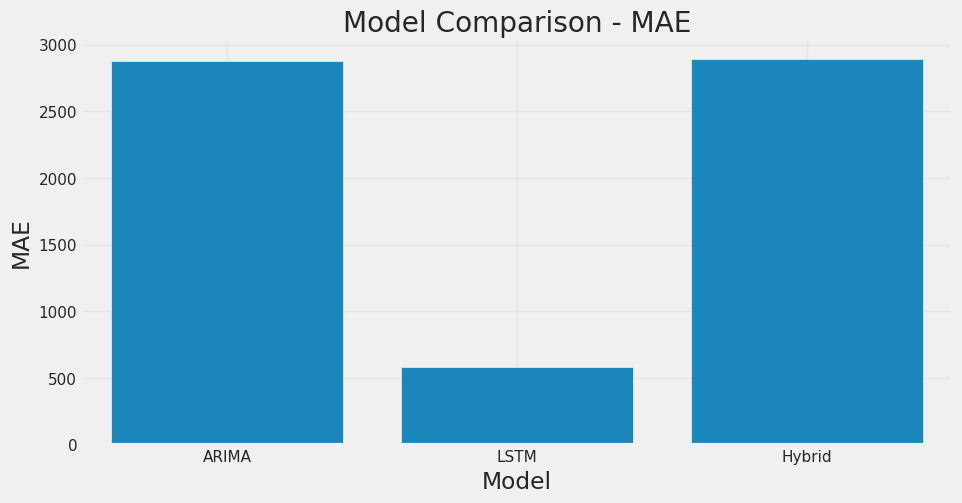 Model Comparison - MAE
MAE
3000
2500
2000
1500
1000
500
0
ARIMA LSTM Hybrid
Model